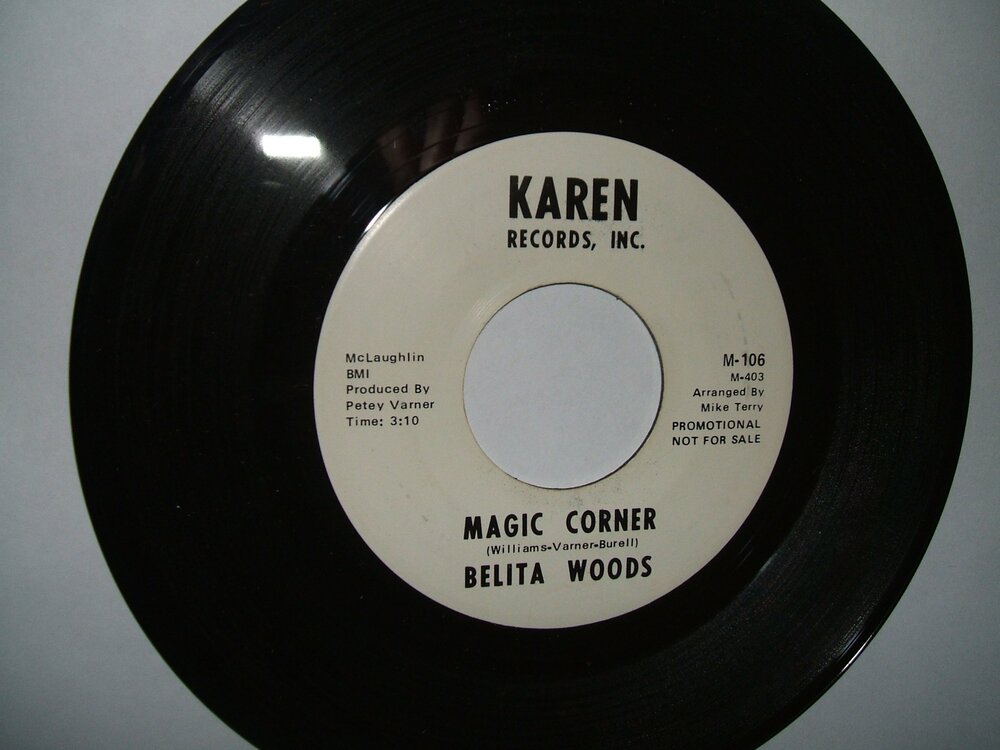 KAREN
RECORDS, INC.
McLaughlin
BMI
Produced By
Petey Varner
Time: 3:10
M-106
M-403
Arranged By
Mike Terry
PROMOTIONAL
NOT FOR SALE
MAGIC CORNER
(Williams-Varner-Burell)
BELITA WOODS